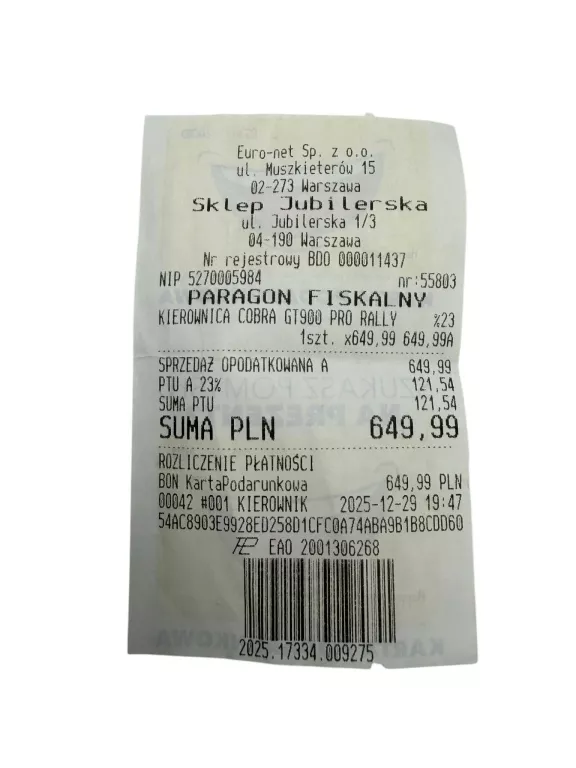 Euro-net Sp. z o.o.
ul. Muszkieterów 15
02-273 Warszawa
Sklep Jubilerska
ul. Jubilerska 1/3
04-190 Warszawa
Nr rejestrowy BDO 000011437
NIP 5270005984 nr:55803
PARAGON FISKALNY
KIEROWNICA COBRA GT900 PRO RALLY %23
1szt. x649,99 649,99A
SPRZEDAŻ OPODATKOWANA A 649,99
PTU A 23% 121,54
SUMA PTU 121,54
SUMA PLN 649,99
ROZLICZENIE PŁATNOŚCI
BON KartaPodarunkowa 649,99 PLN
00042 #001 KIEROWNIK 2025-12-29 19:47
54AC8903E9928ED258D1CFC0A74ABA9B1B8CDD60
EAO 2001306268
2025.17334.009275